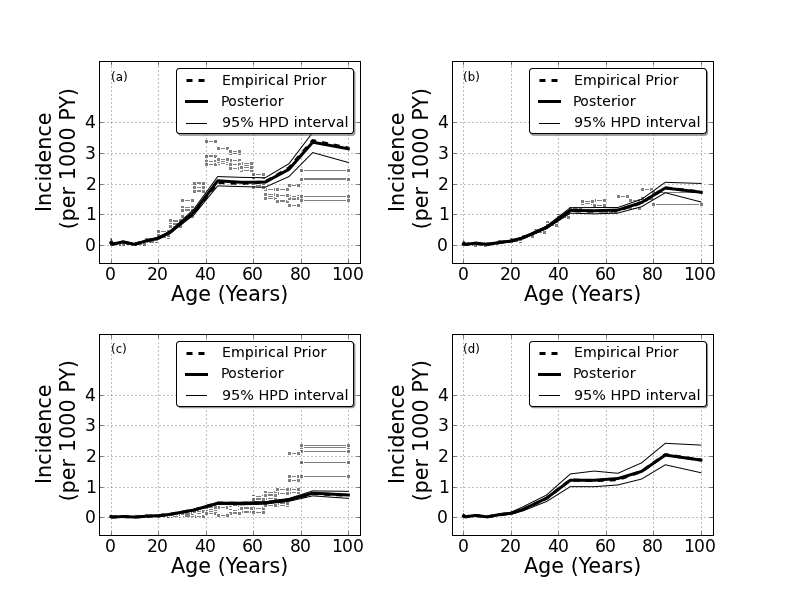 (a)
Empirical Prior
Posterior
95% HPD interval
4
3
2
1
0
Incidence
(per 1000 PY)
0 20 40 60 80 100
Age (Years)
(b)
Empirical Prior
Posterior
95% HPD interval
4
3
2
1
0
Incidence
(per 1000 PY)
0 20 40 60 80 100
Age (Years)
(c)
Empirical Prior
Posterior
95% HPD interval
4
3
2
1
0
Incidence
(per 1000 PY)
0 20 40 60 80 100
Age (Years)
(d)
Empirical Prior
Posterior
95% HPD interval
4
3
2
1
0
Incidence
(per 1000 PY)
0 20 40 60 80 100
Age (Years)